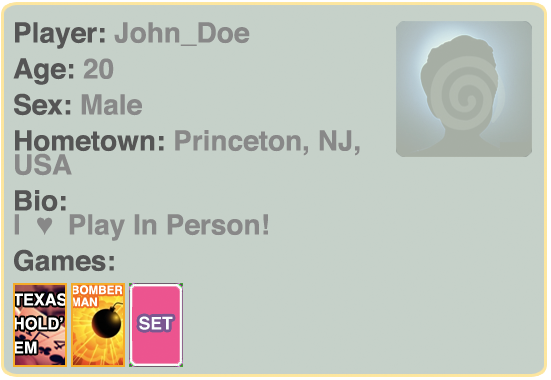 Player: John_Doe
Age: 20
Sex: Male
Hometown: Princeton, NJ,
USA
Bio:
I ♥ Play In Person!
Games:
TEXAS
HOLD'
EM
BOMBER
MAN
SET